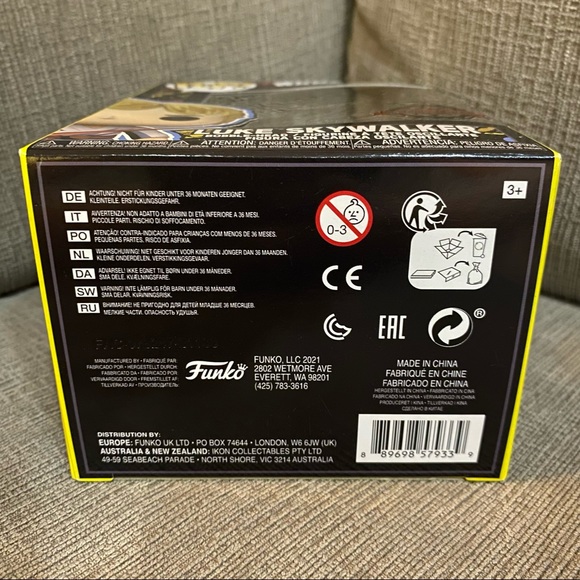 LUKE SKYWALKER
⚠ WARNING: CHOKING HAZARD
⚠ ATTENTION: DANGER D'ÉTOUFFEMENT
⚠ ADVERTENCIA: PELIGRO DE ASFIXIA
3+
DE ACHTUNG! NICHT FÜR KINDER UNTER 36 MONATEN GEEIGNET.
KLEINTEILE. ERSTICKUNGSGEFAHR.
IT AVVERTENZA! NON ADATTO A BAMBINI DI ETÀ INFERIORE A 36 MESI.
PICCOLE PARTI. RISCHIO DI SOFFOCAMENTO.
PO ATENÇÃO! CONTRA-INDICADO PARA CRIANÇAS COM MENOS DE 36 MESES.
PEQUENAS PARTES. RISCO DE ASFIXIA.
NL WAARSCHUWING! NIET GESCHIKT VOOR KINDEREN JONGER DAN 36 MAANDEN.
KLEINE ONDERDELEN. VERSTIKKINGSGEVAAR.
DA ADVARSEL! IKKE EGNET TIL BØRN UNDER 36 MÅNEDER.
SMÅ DELE. KVÆLNINGSFARE.
SW VARNING! INTE LÄMPLIG FÖR BARN UNDER 36 MÅNADER.
SMÅ DELAR. KVÄVNINGSRISK.
RU ВНИМАНИЕ! НЕ ПРИГОДНО ДЛЯ ДЕТЕЙ МЛАДШЕ 36 МЕСЯЦЕВ.
МЕЛКИЕ ЧАСТИ. ОПАСНОСТЬ УДУШЬЯ.
0-3
CE
EAC
®
MANUFACTURED BY • FABRIQUÉ PAR
FABRICADO POR • HERGESTELLT DURCH:
FABBRICATO DA • FABRICADO POR
VERVAARDIGD DOOR • FREMSTILLET AF
TILLVERKAD AV • ПРОИЗВОДИТЕЛЬ
Funko
FUNKO, LLC 2021
2802 WETMORE AVE
EVERETT, WA 98201
(425) 783-3616
MADE IN CHINA
FABRIQUÉ EN CHINE
FABRICADO EN CHINA
HERGESTELLT IN CHINA • FABBRICATO IN CINA
FABRICADO NA CHINA • VERVAARDIGD IN CHINA
PRODUCERET I KINA • TILLVERKAD I KINA
СДЕЛАНО В КИТАЕ
DISTRIBUTION BY:
EUROPE: FUNKO UK LTD • PO BOX 74644 • LONDON, W6 6JW (UK)
AUSTRALIA & NEW ZEALAND: IKON COLLECTABLES PTY LTD
49-59 SEABEACH PARADE • NORTH SHORE, VIC 3214 AUSTRALIA
8 89698 57933 9